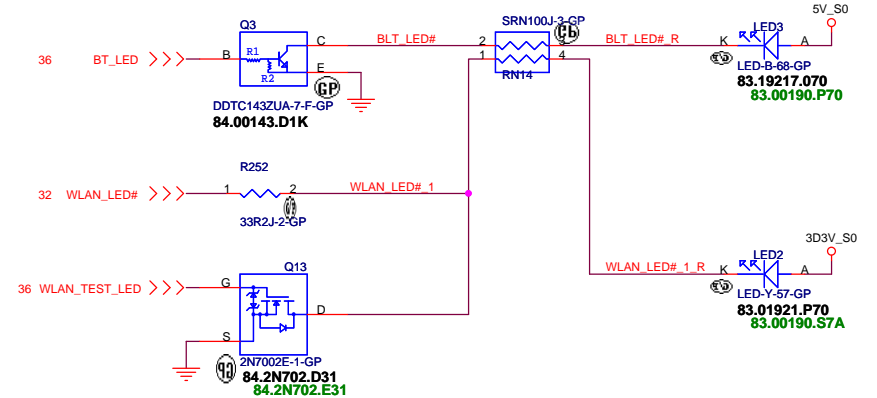 5V_S0
Q3
SRN100J-3-GP
LED3
C
BLT_LED#
2
3
BLT_LED#_R
K
A
36
BT_LED
B
R1
R2
1
4
E
GP
RN14
LED-B-68-GP
83.19217.070
83.00190.P70
DDTC143ZUA-7-F-GP
84.00143.D1K
R252
32
WLAN_LED#
1
2
WLAN_LED#_1
33R2J-2-GP
3D3V_S0
Q13
LED2
WLAN_LED#_1_R
K
A
36
WLAN_TEST_LED
G
D
LED-Y-57-GP
83.01921.P70
83.00190.S7A
S
2N7002E-1-GP
84.2N702.D31
84.2N702.E31